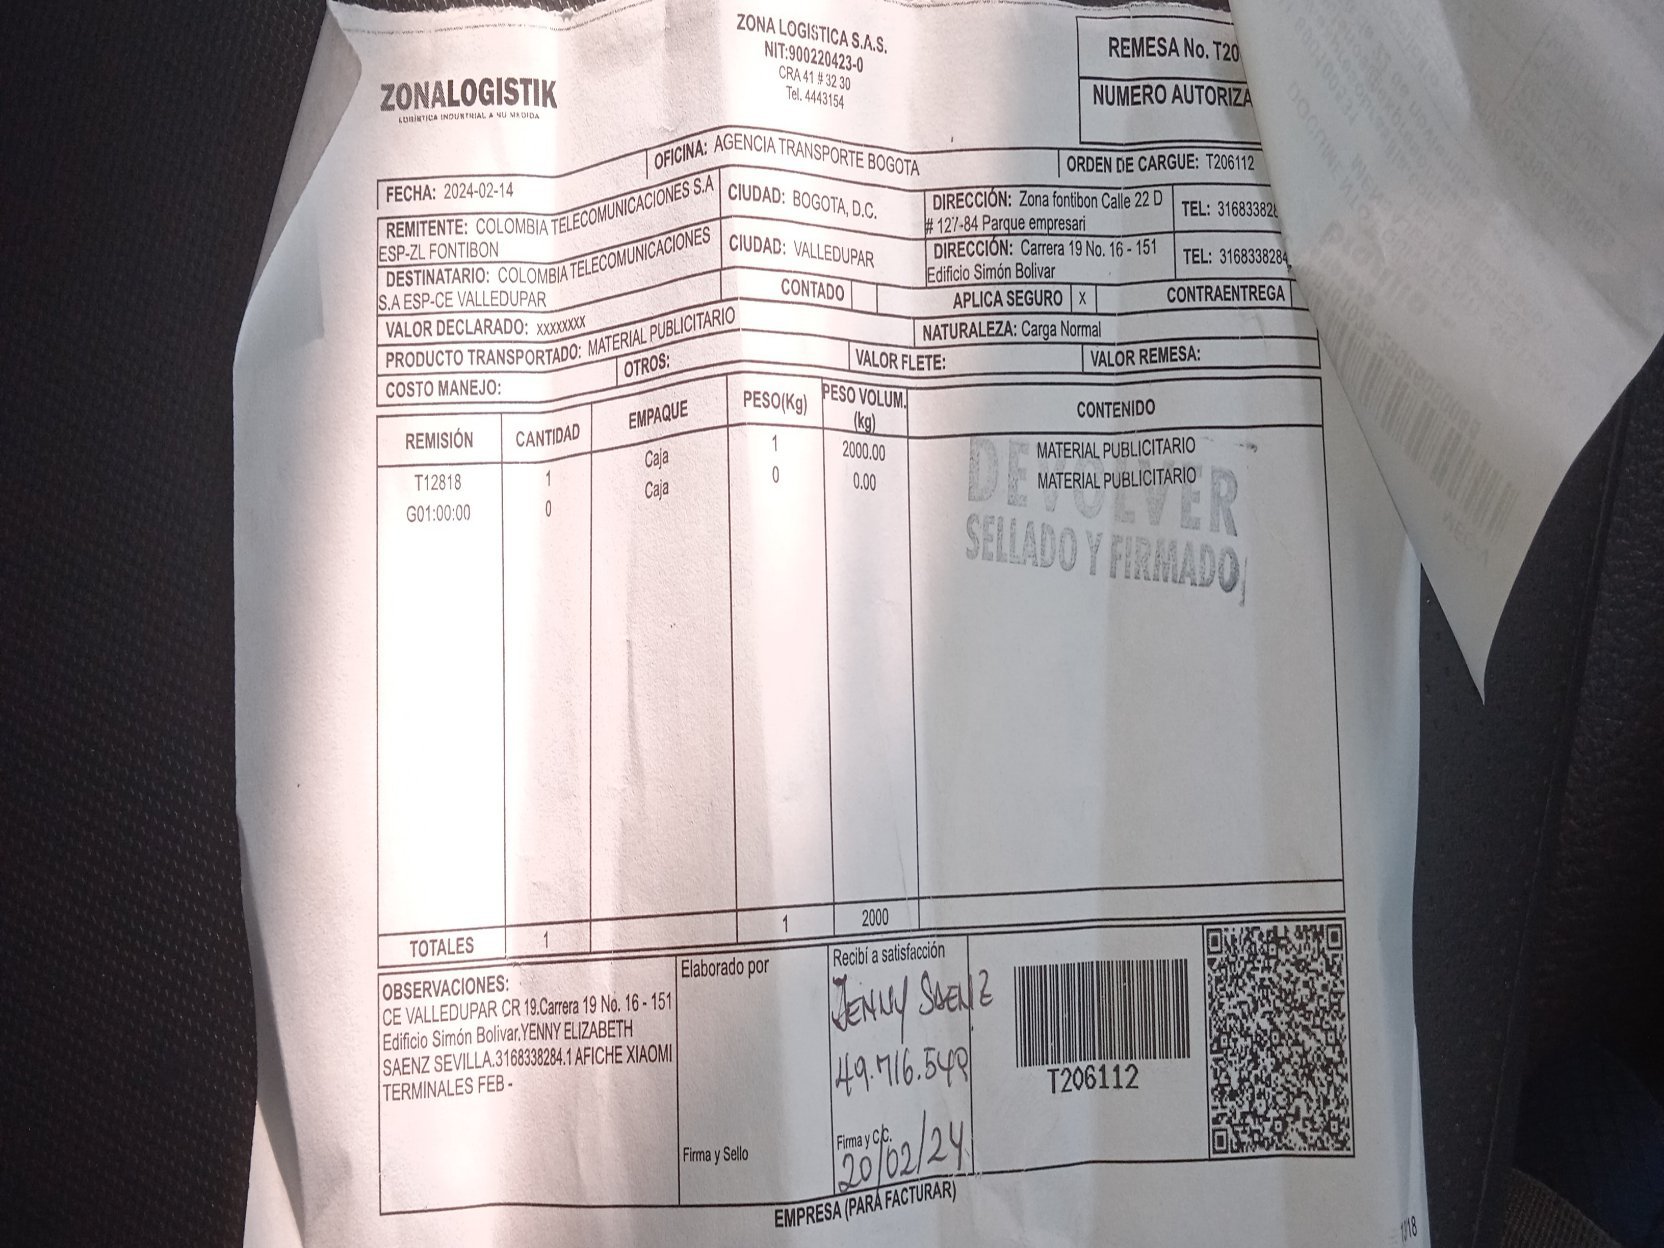 ZONALOGISTIK
LOGÍSTICA INDUSTRIAL A SU MEDIDA
ZONA LOGISTICA S.A.S.
NIT:900220423-0
CRA 41 # 32 30
Tel. 4443154
REMESA No. T20
NUMERO AUTORIZA
FECHA: 2024-02-14
OFICINA: AGENCIA TRANSPORTE BOGOTA
ORDEN DE CARGUE: T206112
REMITENTE: COLOMBIA TELECOMUNICACIONES S.A
ESP-ZL FONTIBON
CIUDAD: BOGOTA, D.C.
DIRECCIÓN: Zona fontibon Calle 22 D
# 127-84 Parque empresari
TEL: 31683382
DESTINATARIO: COLOMBIA TELECOMUNICACIONES
S.A ESP-CE VALLEDUPAR
CIUDAD: VALLEDUPAR
DIRECCIÓN: Carrera 19 No. 16 - 151
Edificio Simón Bolivar
TEL: 3168338284
VALOR DECLARADO: xxxxxxxx
CONTADO
APLICA SEGURO X
CONTRAENTREGA
PRODUCTO TRANSPORTADO: MATERIAL PUBLICITARIO
NATURALEZA: Carga Normal
COSTO MANEJO:
OTROS:
VALOR FLETE:
VALOR REMESA:
REMISIÓN CANTIDAD EMPAQUE PESO(Kg) PESO VOLUM. (kg) CONTENIDO
T12818 1 Caja 1 2000.00 MATERIAL PUBLICITARIO
G01:00:00 0 Caja 0 0.00 MATERIAL PUBLICITARIO
DEVOLVER
SELLADO Y FIRMADO
TOTALES 1 1 2000
OBSERVACIONES:
CE VALLEDUPAR CR 19.Carrera 19 No. 16 - 151
Edificio Simón Bolivar.YENNY ELIZABETH
SAENZ SEVILLA.3168338284.1 AFICHE XIAOMI
TERMINALES FEB -
Elaborado por
Firma y Sello
Recibí a satisfacción
YENNY SAENZ
49.716.549
Firma y C.C.
20/02/24
T206112
EMPRESA (PARA FACTURAR)